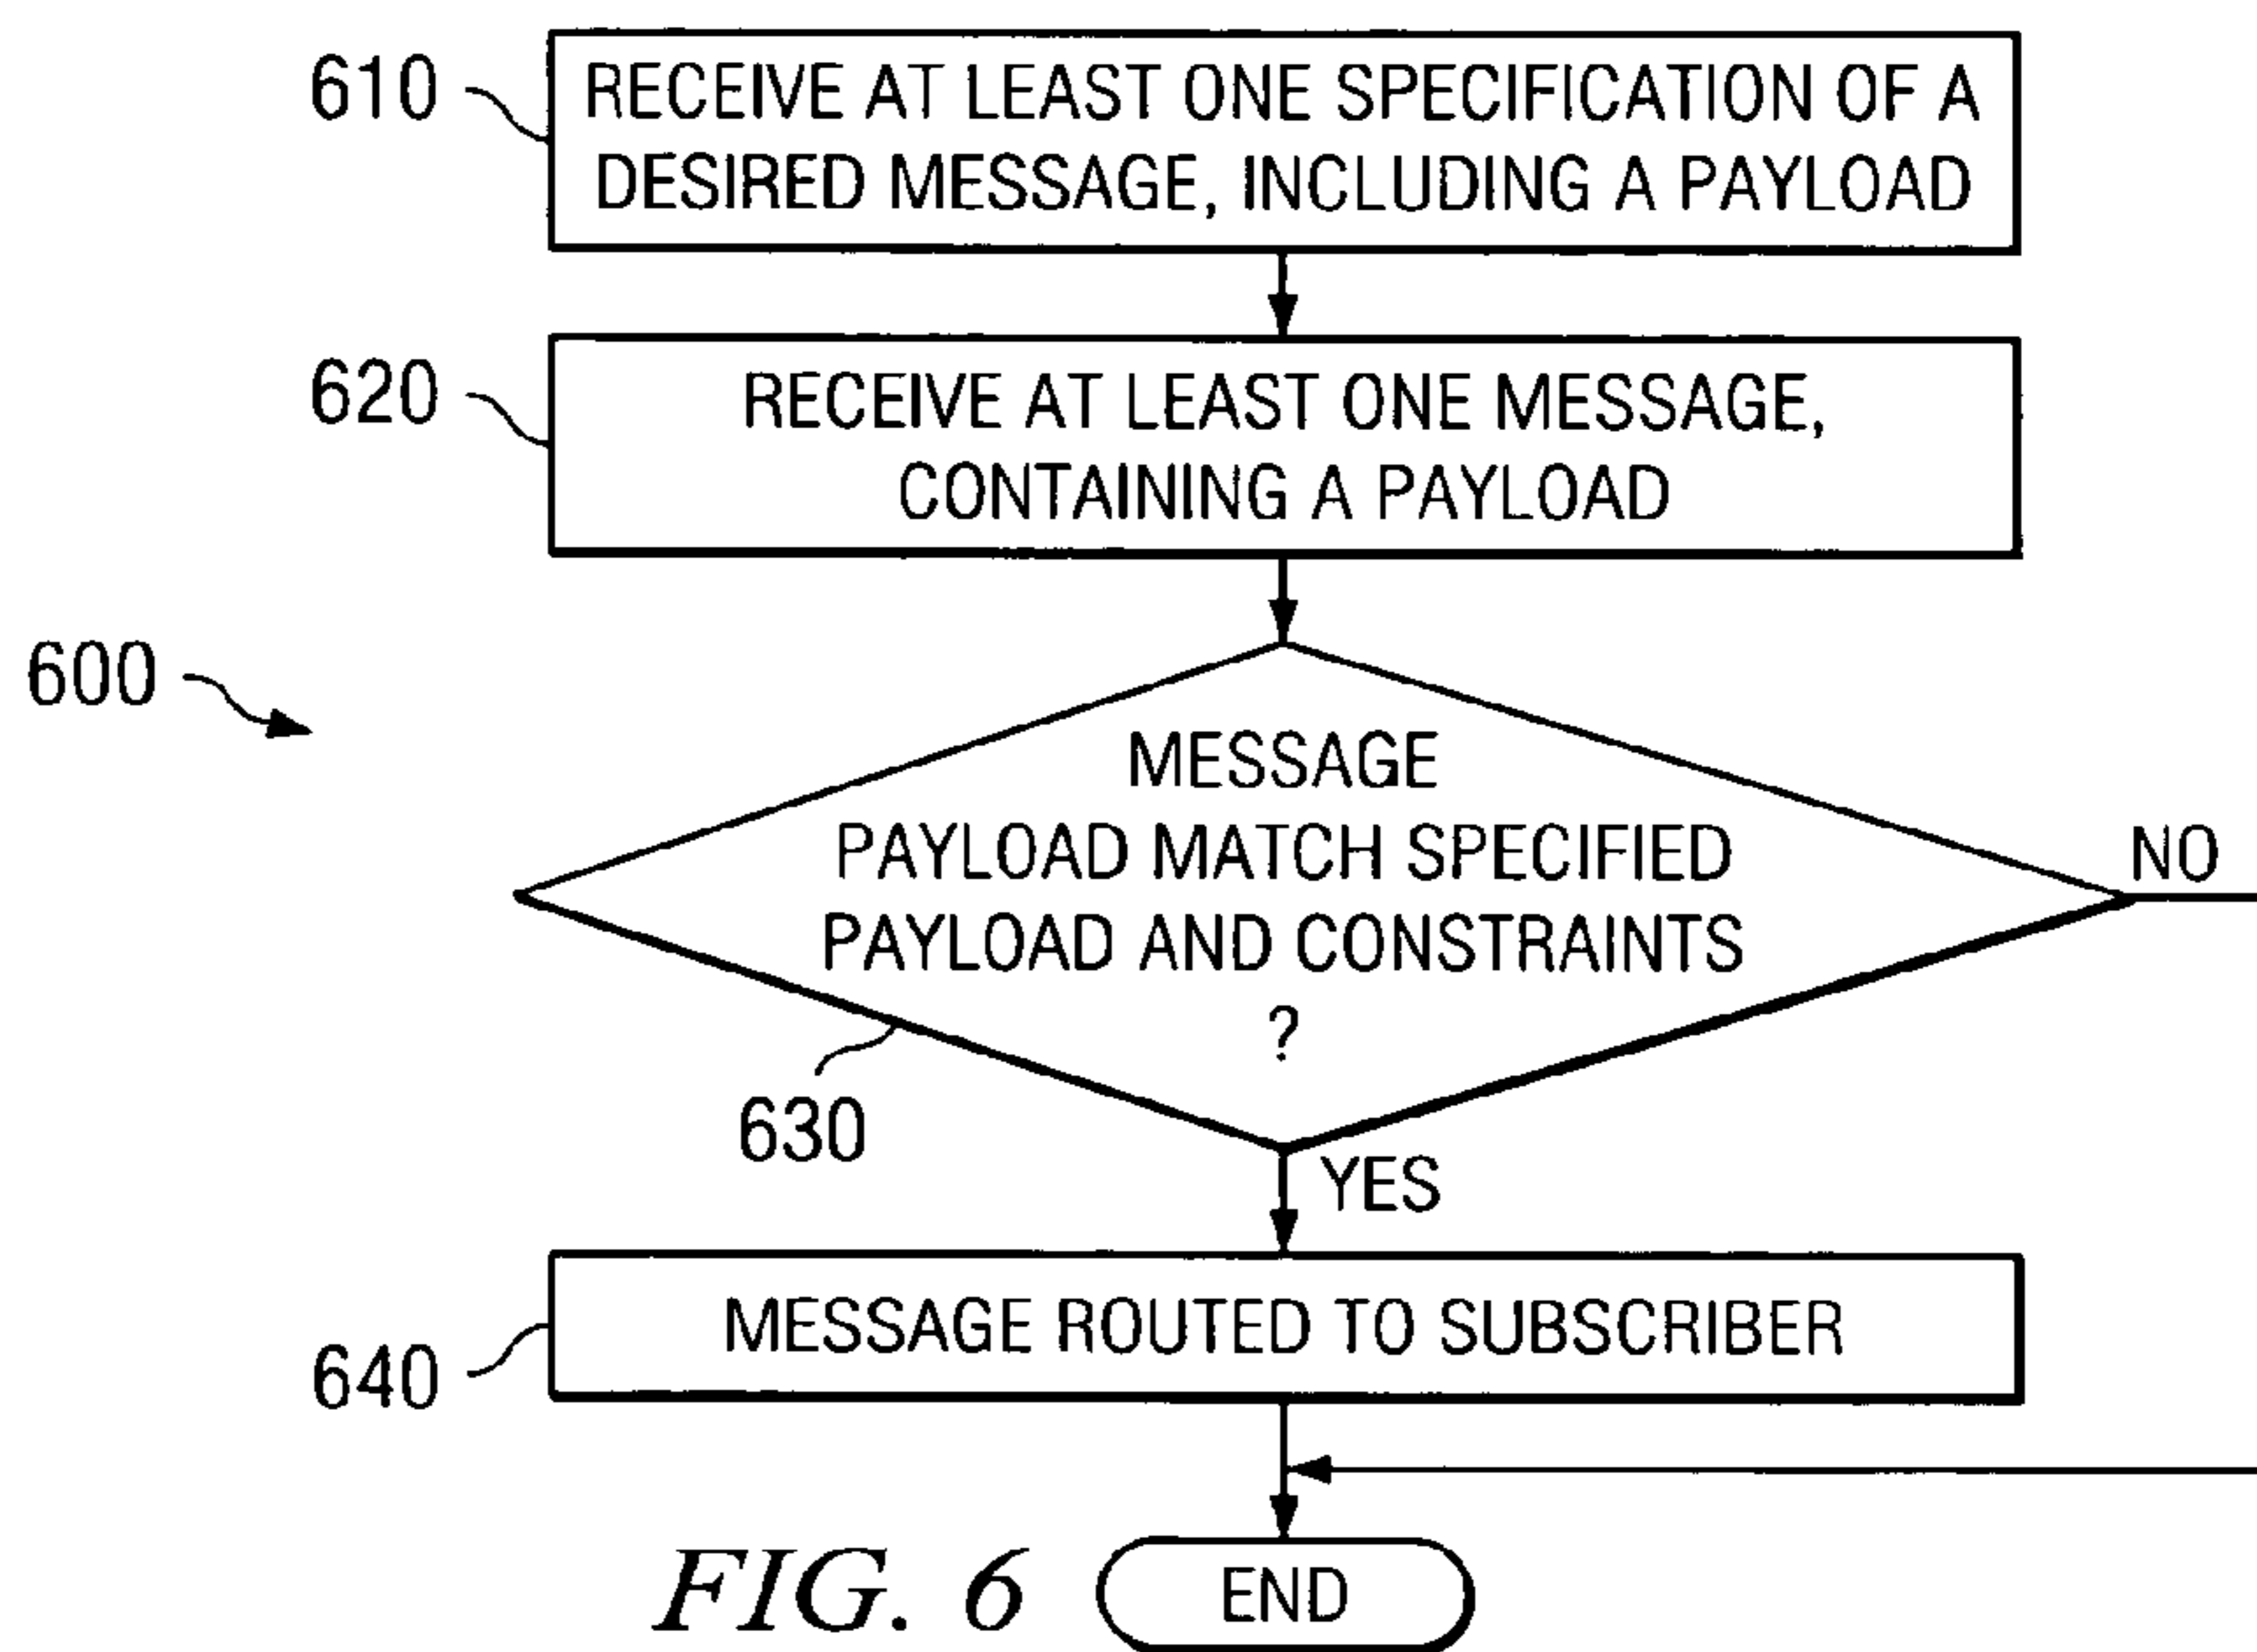 610
RECEIVE AT LEAST ONE SPECIFICATION OF A
DESIRED MESSAGE, INCLUDING A PAYLOAD
620
RECEIVE AT LEAST ONE MESSAGE,
CONTAINING A PAYLOAD
600
MESSAGE
PAYLOAD MATCH SPECIFIED
PAYLOAD AND CONSTRAINTS
?
NO
630
YES
640
MESSAGE ROUTED TO SUBSCRIBER
FIG. 6
END